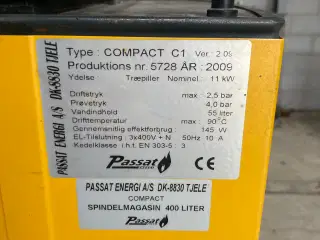 PASSAT ENERGI A/S DK-8830 TJELE
Type : COMPACT C1 Ver.: 2.09
Produktions nr. 5728 ÅR : 2009
Ydelse Træpiller Nominel. 11 kW
Driftstryk max. 2,5 bar
Prøvetryk 4,0 bar
Vandindhold 55 liter
Drifttemperatur max : 90°C
Gennemsnitlig effektforbrug : 145 W
EL-Tilslutning : 3x400V + N 50Hz 10 A
Kedelklasse i.h.t. EN 303-5 3
Passat
PASSAT ENERGI A/S DK-8830 TJELE
COMPACT
SPINDELMAGASIN 400 LITER
Passat